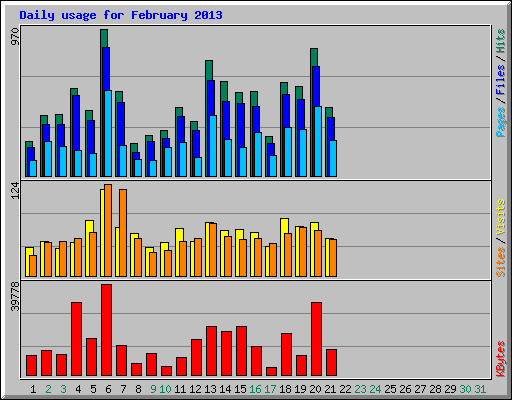 Daily usage for February 2013
970
Pages / Files / Hits
124
Sites / Visits
39778
KBytes
1 2 3 4 5 6 7 8 9 10 11 12 13 14 15 16 17 18 19 20 21 22 23 24 25 26 27 28 29 30 31